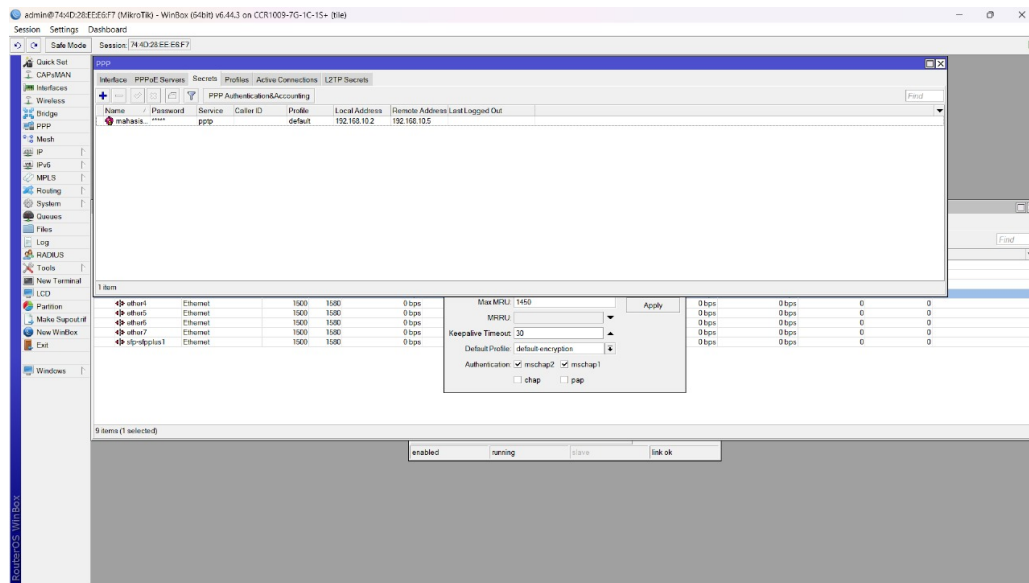 admin@74:4D:28:EE:E6:F7 (MikroTik) - WinBox (64bit) v6.44.3 on CCR1009-7G-1C-1S+ (tile)
Session Settings Dashboard
Safe Mode Session: 74:4D:28:EE:E6:F7
Quick Set
CAPsMAN
Interfaces
Wireless
Bridge
PPP
Mesh
IP
IPv6
MPLS
Routing
System
Queues
Files
Log
RADIUS
Tools
New Terminal
LCD
Partition
Make Supout.rif
New WinBox
Exit
Windows
RouterOS WinBox
PPP
Interface PPPoE Servers Secrets Profiles Active Connections L2TP Secrets
PPP Authentication&Accounting Find
Name / Password Service Caller ID Profile Local Address Remote Address Last Logged Out
mahasis.. ***** pptp default 192.168.10.2 192.168.10.5
1 item
Find
ether4 Ethernet 1500 1580 0 bps 0 bps 0 bps 0 0
ether5 Ethernet 1500 1580 0 bps 0 bps 0 bps 0 0
ether6 Ethernet 1500 1580 0 bps 0 bps 0 bps 0 0
ether7 Ethernet 1500 1580 0 bps 0 bps 0 bps 0 0
sfp-sfpplus1 Ethernet 1500 1580 0 bps 0 bps 0 bps 0 0
Max MRU: 1450 Apply
MRRU:
Keepalive Timeout: 30
Default Profile: default-encryption
Authentication: mschap2 mschap1
chap pap
9 items (1 selected)
enabled running slave link ok